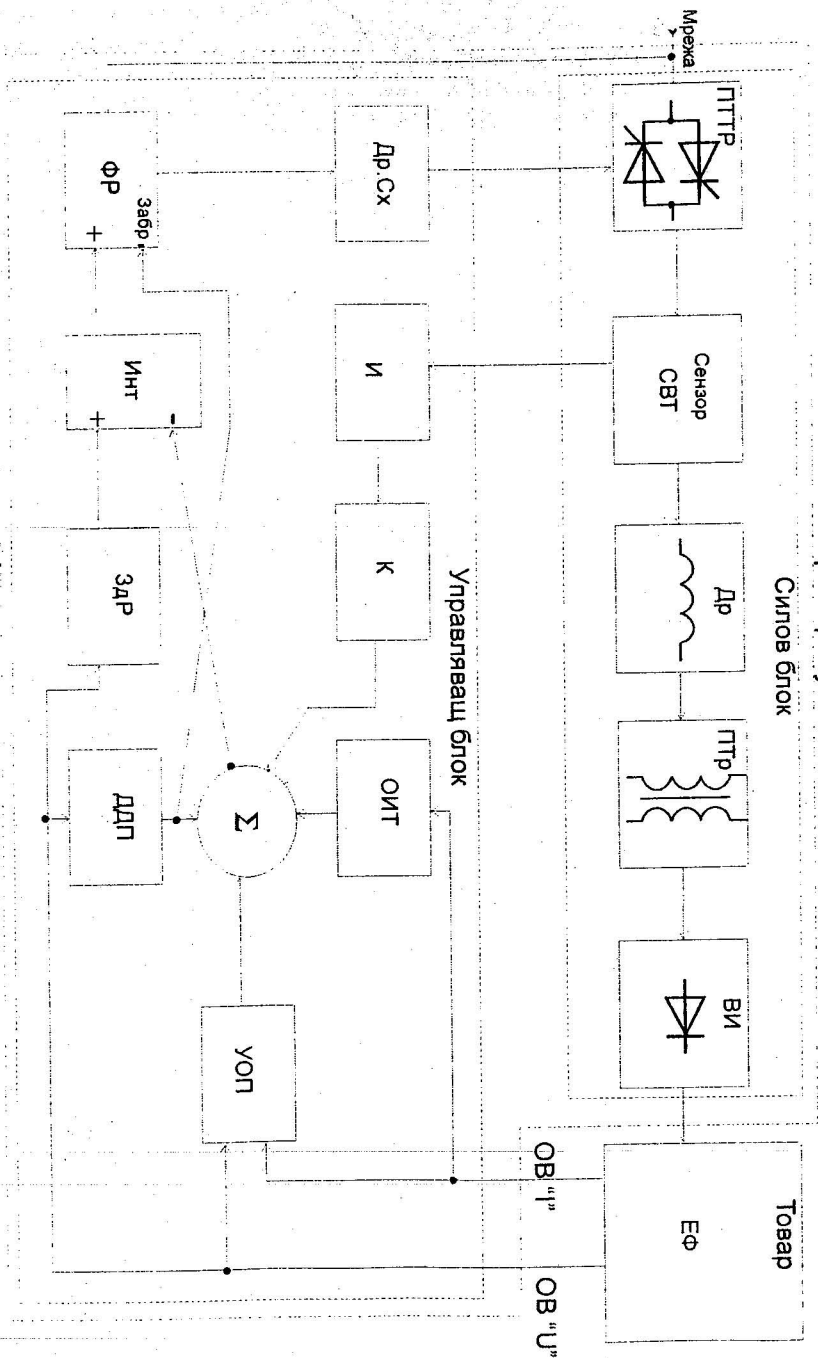 Мрежа
Силов блок
ПТТР
Сензор
СВТ
Др
ПТр
ВИ
Товар
ЕФ
Управляващ блок
ОВ "I"
ОВ "U"
Др.Сх
И
К
ОИТ
Σ
УОП
ФР
Забр
+
Инт
-
+
ЗдР
ДДП